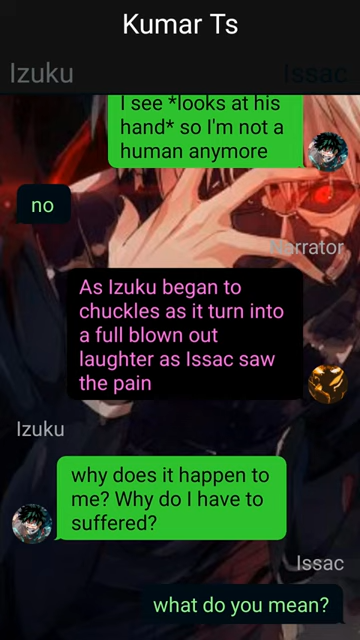 Kumar Ts
Izuku
Issac
I see *looks at his
hand* so I'm not a
human anymore
no
Narrator
As Izuku began to
chuckles as it turn into
a full blown out
laughter as Issac saw
the pain
Izuku
why does it happen to
me? Why do I have to
suffered?
Issac
what do you mean?